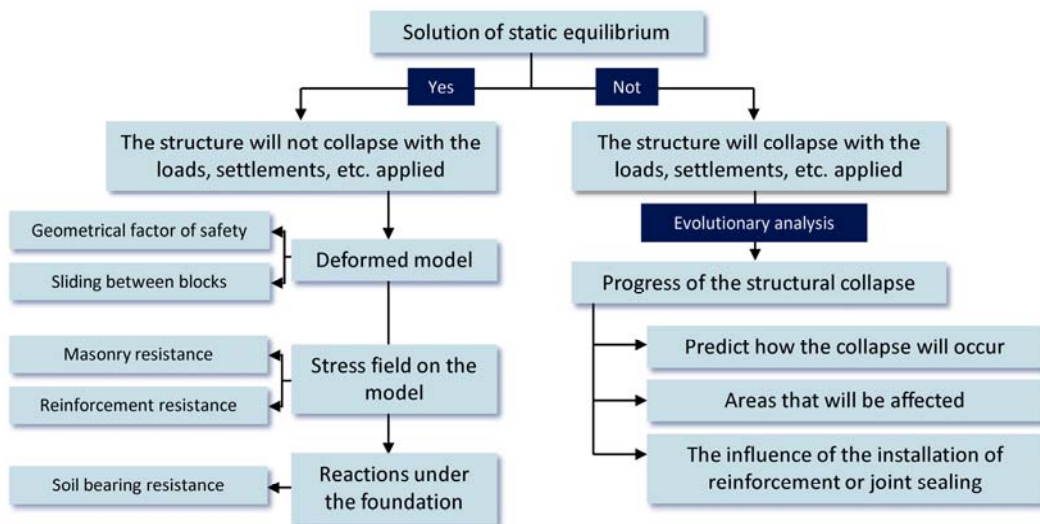 Solution of static equilibrium
Yes
Not
The structure will not collapse with the
loads, settlements, etc. applied
The structure will collapse with the
loads, settlements, etc. applied
Evolutionary analysis
Geometrical factor of safety
Sliding between blocks
Deformed model
Progress of the structural collapse
Masonry resistance
Reinforcement resistance
Stress field on the
model
Predict how the collapse will occur
Areas that will be affected
The influence of the installation of
reinforcement or joint sealing
Soil bearing resistance
Reactions under
the foundation